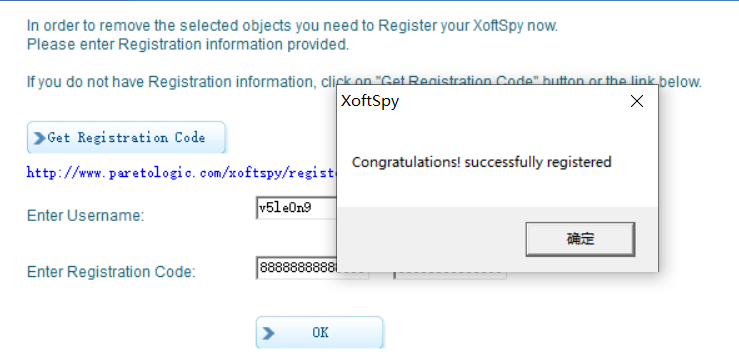 In order to remove the selected objects you need to Register your XoftSpy now.
Please enter Registration information provided.
If you do not have Registration information, click on "Get Registration Code" button or the link below.
XoftSpy
Get Registration Code
Congratulations! successfully registered
http://www.paretologic.com/xoftspy/registe
Enter Username:
v5le0n9
确定
Enter Registration Code:
OK